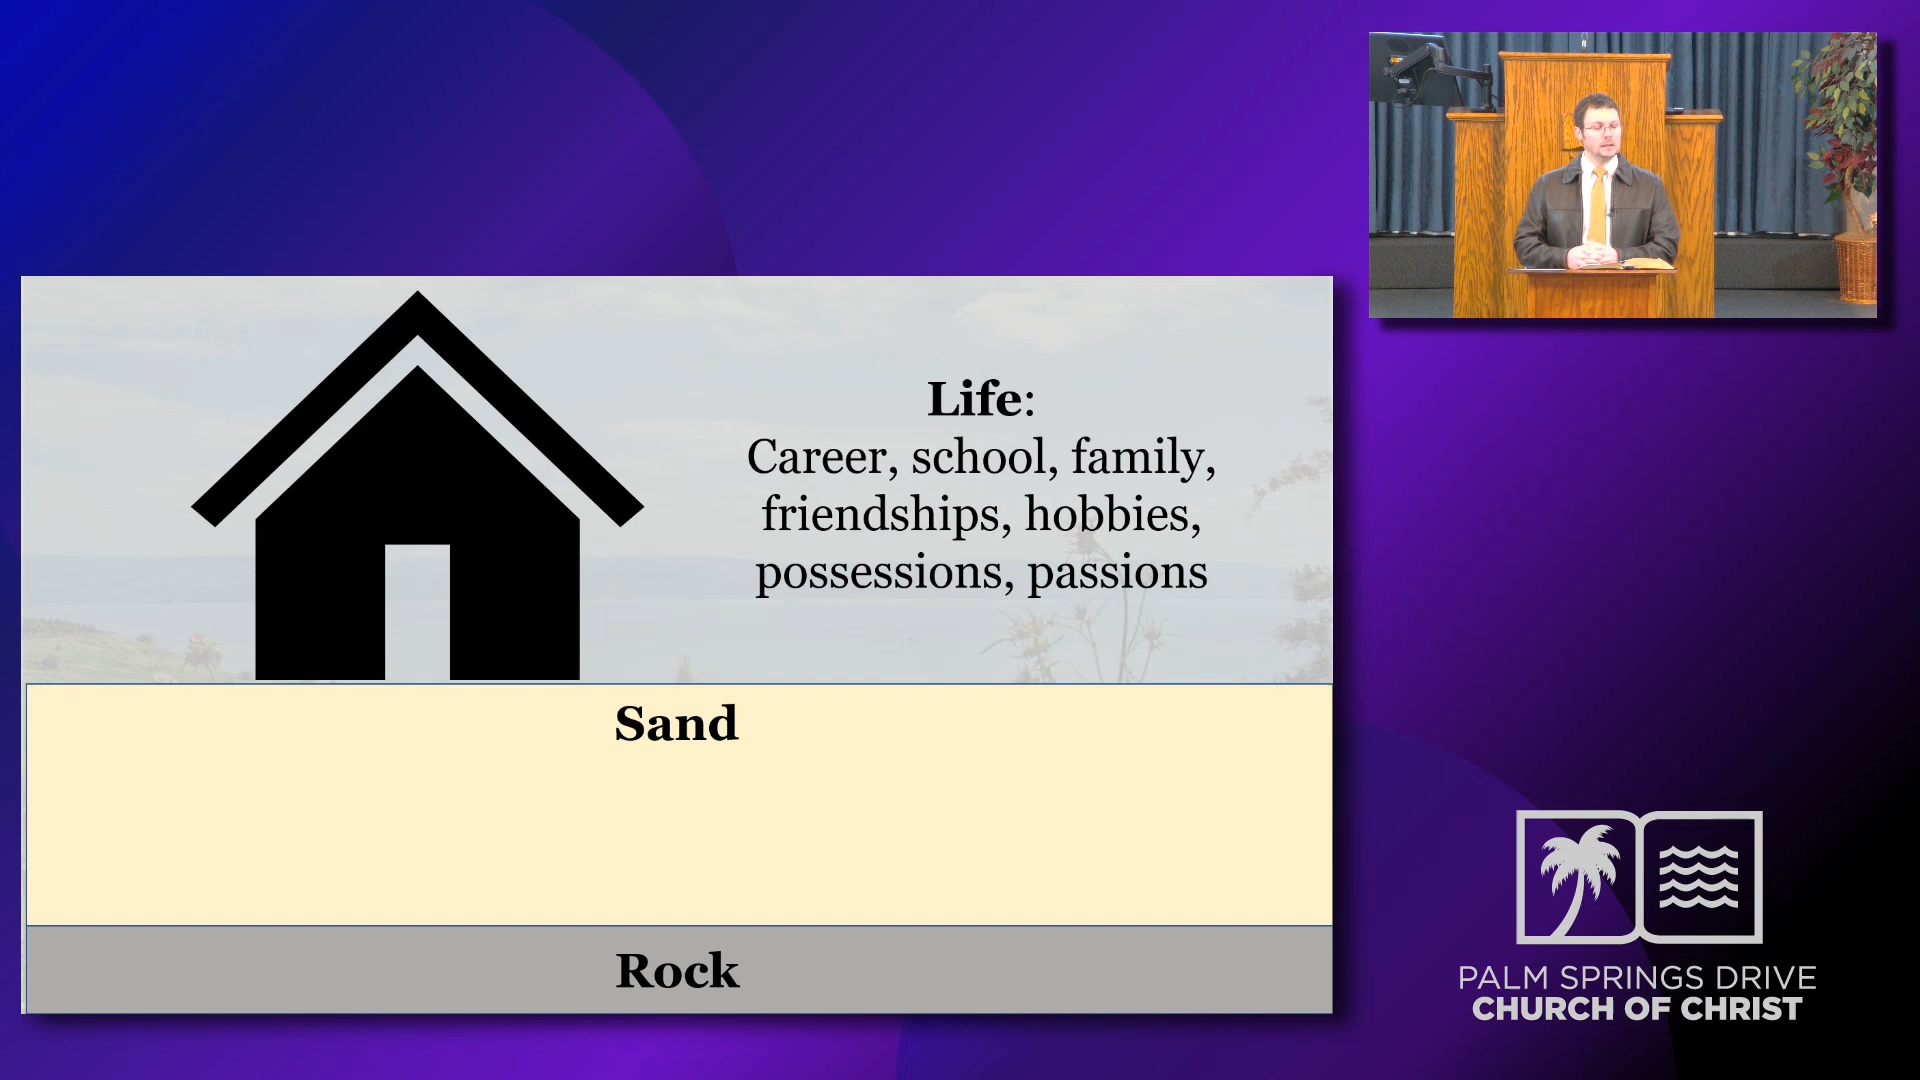 Life:
Career, school, family,
friendships, hobbies,
possessions, passions
Sand
Rock
PALM SPRINGS DRIVE
CHURCH OF CHRIST